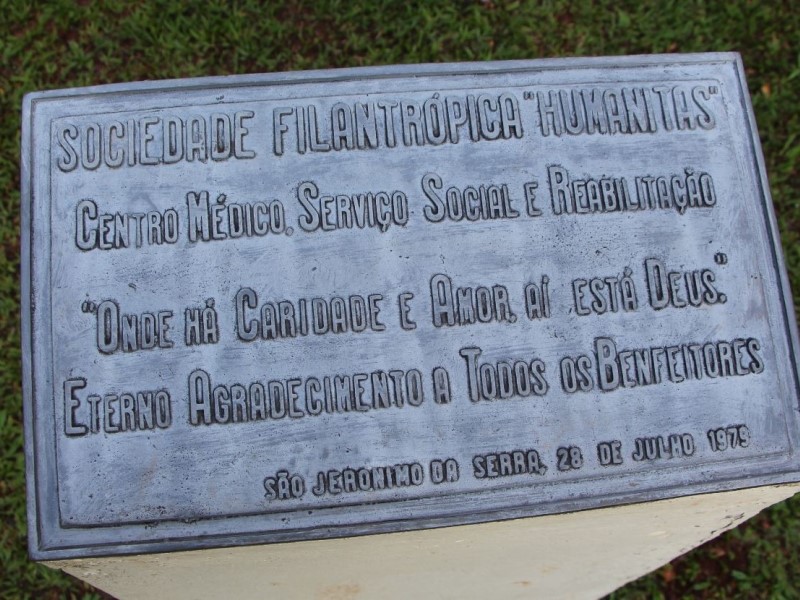 SOCIEDADE FILANTRÓPICA "HUMANITAS"
CENTRO MÉDICO, SERVIÇO SOCIAL E REABILITAÇÃO
"ONDE HÁ CARIDADE E AMOR, AÍ ESTÁ DEUS."
ETERNO AGRADECIMENTO A TODOS OS BENFEITORES
SÃO JERONIMO DA SERRA, 28 DE JULHO 1979